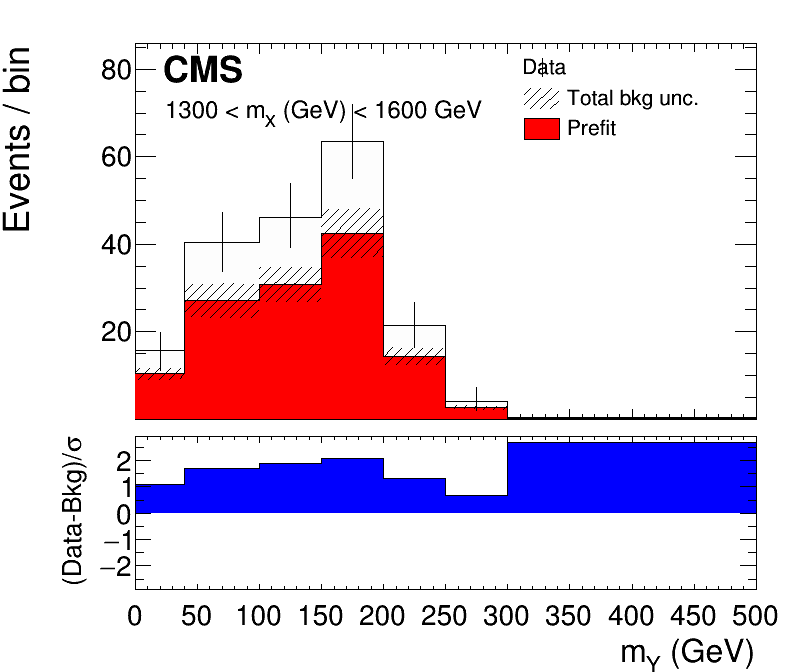 Events / bin
80
60
40
20
CMS
1300 < mX (GeV) < 1600 GeV
Data
Total bkg unc.
Prefit
(Data-Bkg)/σ
2
1
0
−1
−2
0 50 100 150 200 250 300 350 400 450 500
mY (GeV)